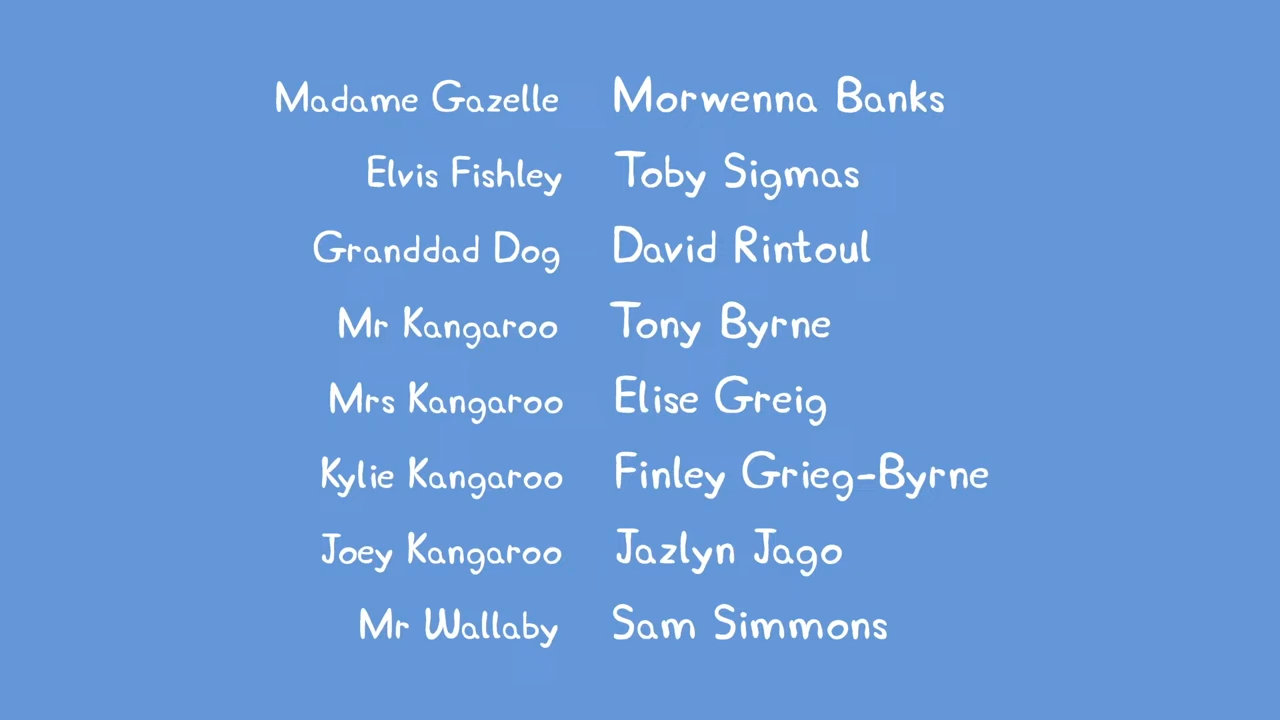 Madame Gazelle Morwenna Banks
Elvis Fishley Toby Sigmas
Granddad Dog David Rintoul
Mr Kangaroo Tony Byrne
Mrs Kangaroo Elise Greig
Kylie Kangaroo Finley Grieg-Byrne
Joey Kangaroo Jazlyn Jago
Mr Wallaby Sam Simmons